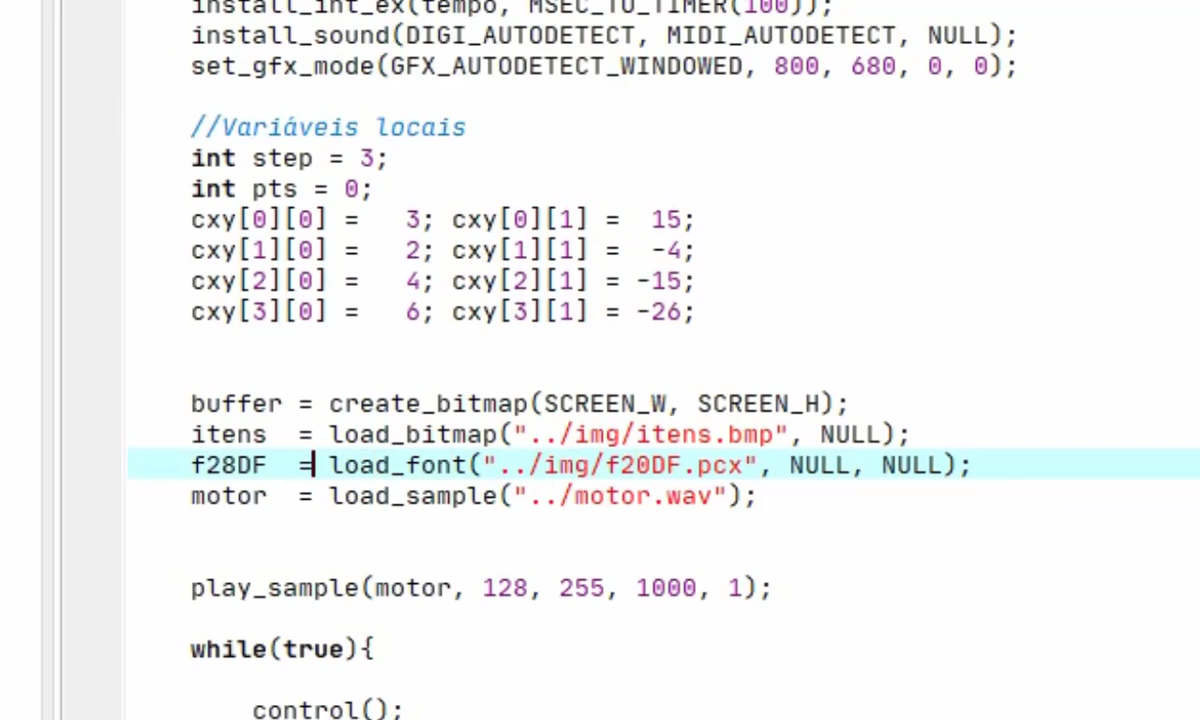 install_int_ex(tempo, MSEC_TO_TIMER(100));
install_sound(DIGI_AUTODETECT, MIDI_AUTODETECT, NULL);
set_gfx_mode(GFX_AUTODETECT_WINDOWED, 800, 680, 0, 0);
//Variáveis locais
int step = 3;
int pts = 0;
cxy[0][0] =   3; cxy[0][1] =  15;
cxy[1][0] =   2; cxy[1][1] =  -4;
cxy[2][0] =   4; cxy[2][1] = -15;
cxy[3][0] =   6; cxy[3][1] = -26;
buffer = create_bitmap(SCREEN_W, SCREEN_H);
itens  = load_bitmap("../img/itens.bmp", NULL);
f28DF  = load_font("../img/f20DF.pcx", NULL, NULL);
motor  = load_sample("../motor.wav");
play_sample(motor, 128, 255, 1000, 1);
while(true){
control();